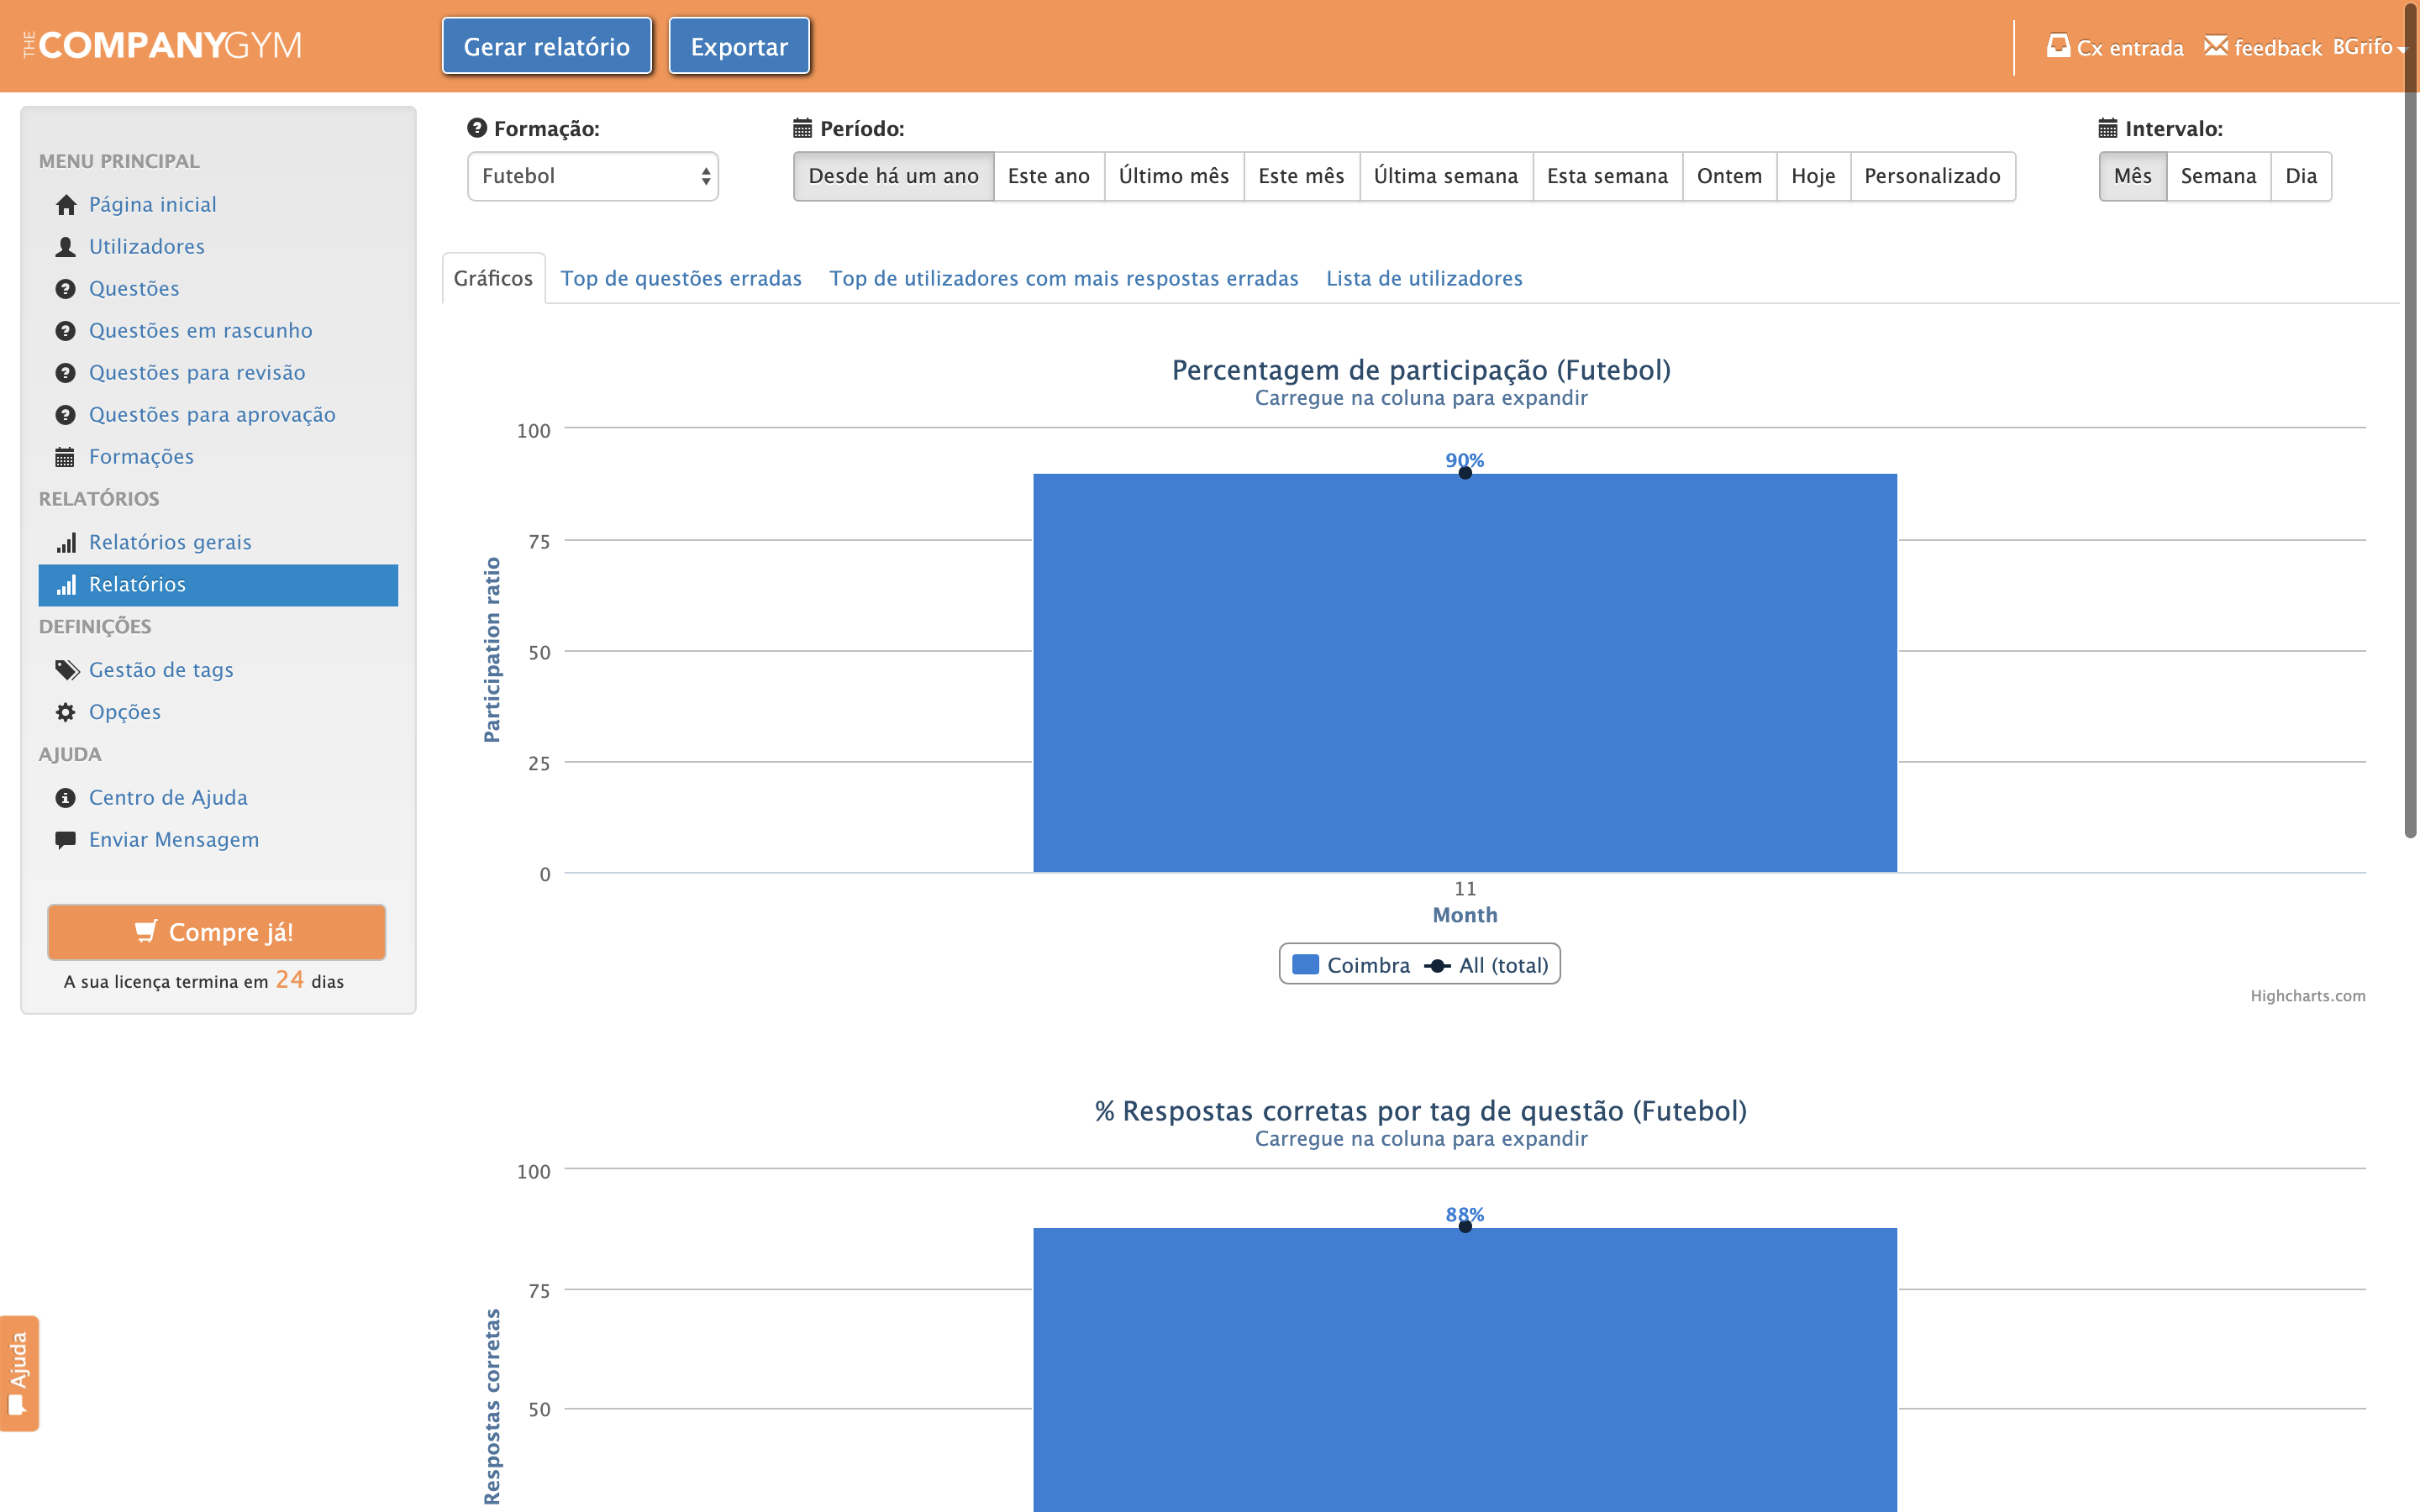 THE COMPANYGYM
Gerar relatório
Exportar
Cx entrada
feedback
BGrifo
MENU PRINCIPAL
Página inicial
Utilizadores
Questões
Questões em rascunho
Questões para revisão
Questões para aprovação
Formações
RELATÓRIOS
Relatórios gerais
Relatórios
DEFINIÇÕES
Gestão de tags
Opções
AJUDA
Centro de Ajuda
Enviar Mensagem
Compre já!
A sua licença termina em 24 dias
Ajuda
Formação:
Futebol
Período:
Desde há um ano
Este ano
Último mês
Este mês
Última semana
Esta semana
Ontem
Hoje
Personalizado
Intervalo:
Mês
Semana
Dia
Gráficos
Top de questões erradas
Top de utilizadores com mais respostas erradas
Lista de utilizadores
Percentagem de participação (Futebol)
Carregue na coluna para expandir
Participation ratio
100
75
50
25
0
90%
11
Month
Coimbra
All (total)
Highcharts.com
% Respostas corretas por tag de questão (Futebol)
Carregue na coluna para expandir
Respostas corretas
100
75
50
88%